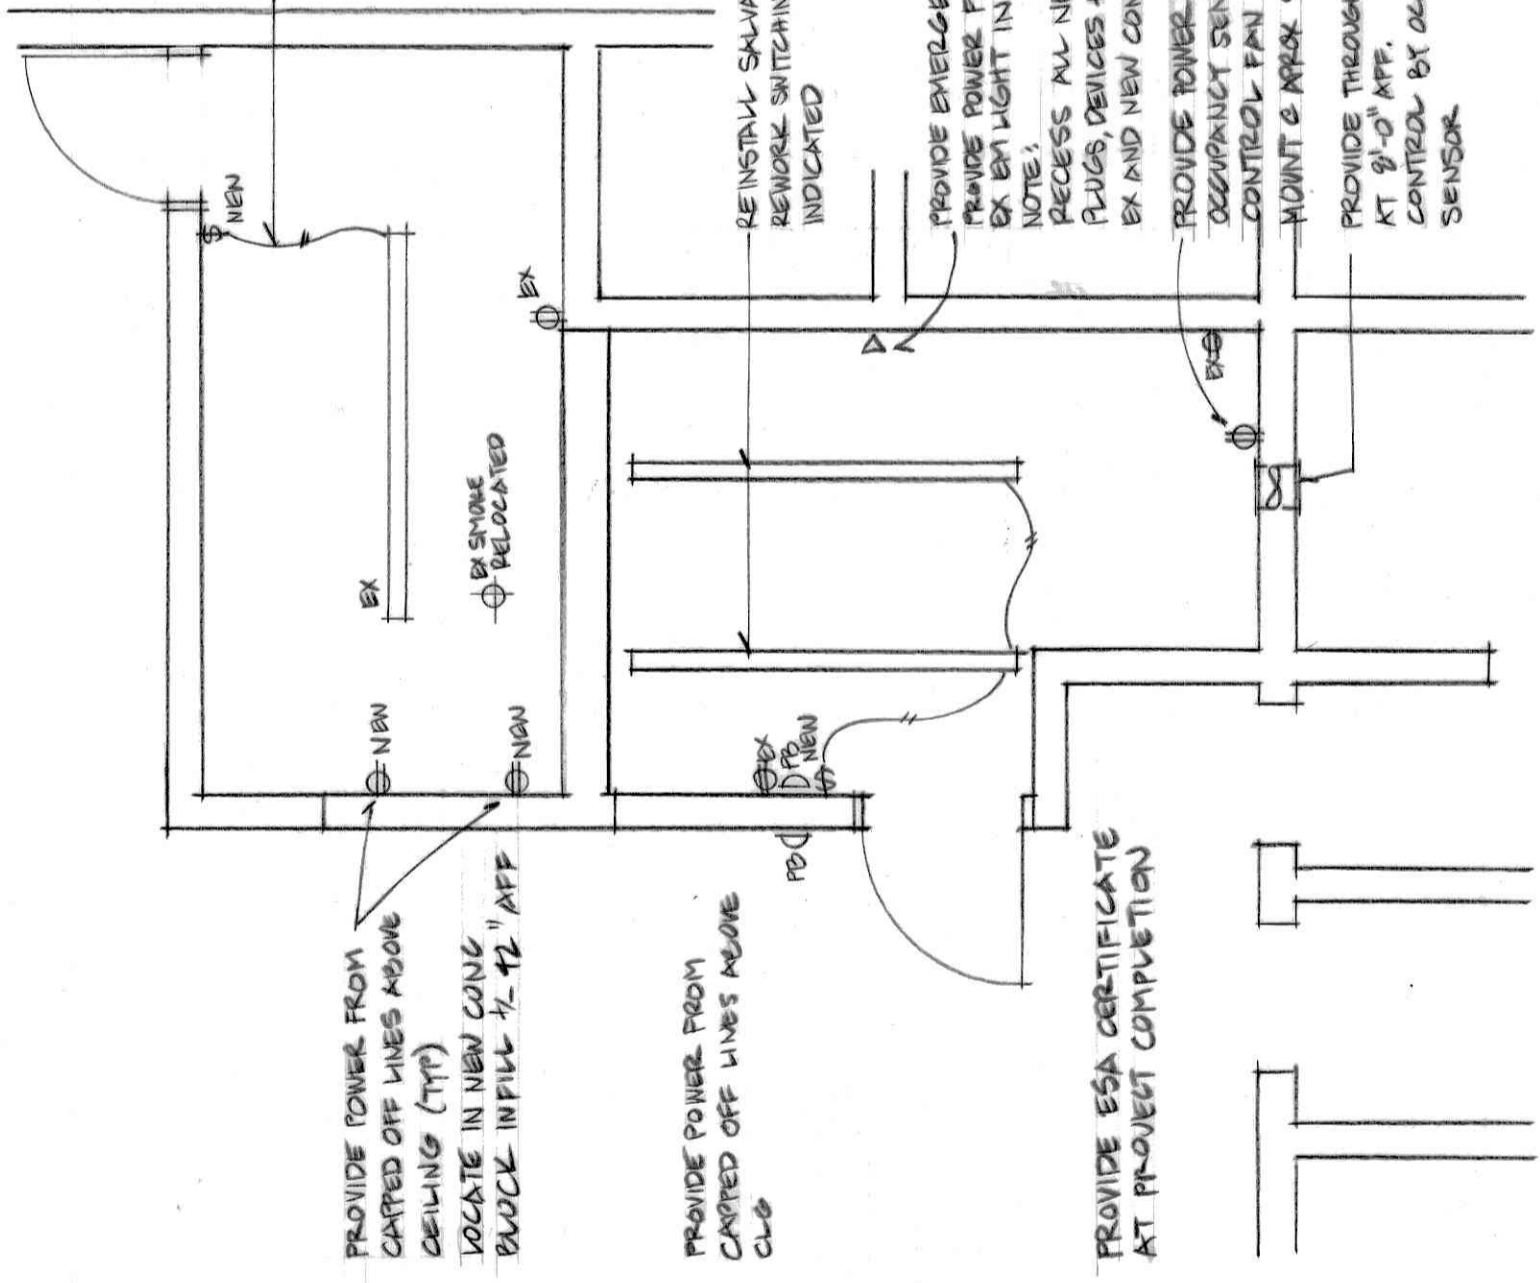 PROVIDE POWER FROM
CAPPED OFF LINES ABOVE
CEILING (TYP)
LOCATE IN NEW CONC
BLOCK INFILL +/- 42" AFF
PROVIDE POWER FROM
CAPPED OFF LINES ABOVE
CLG
PROVIDE ESA CERTIFICATE
AT PROJECT COMPLETION
NEW
NEW
EX
EX SMOKE
RELOCATED
$ NEW
EX
EX
PB
NEW
$
PB
EX
REINSTALL SALVA
REWORK SWITCHIN
INDICATED
PROVIDE EMERGE
PROVIDE POWER F
EX EM LIGHT IN
NOTE:
RECESS ALL NE
PLUGS, DEVICES
EX AND NEW CON
PROVIDE POWER
OCCUPANCY SEN
CONTROL FAN
MOUNT @ APROX
PROVIDE THROUG
AT 8'-0" AFF.
CONTROL BY OC
SENSOR